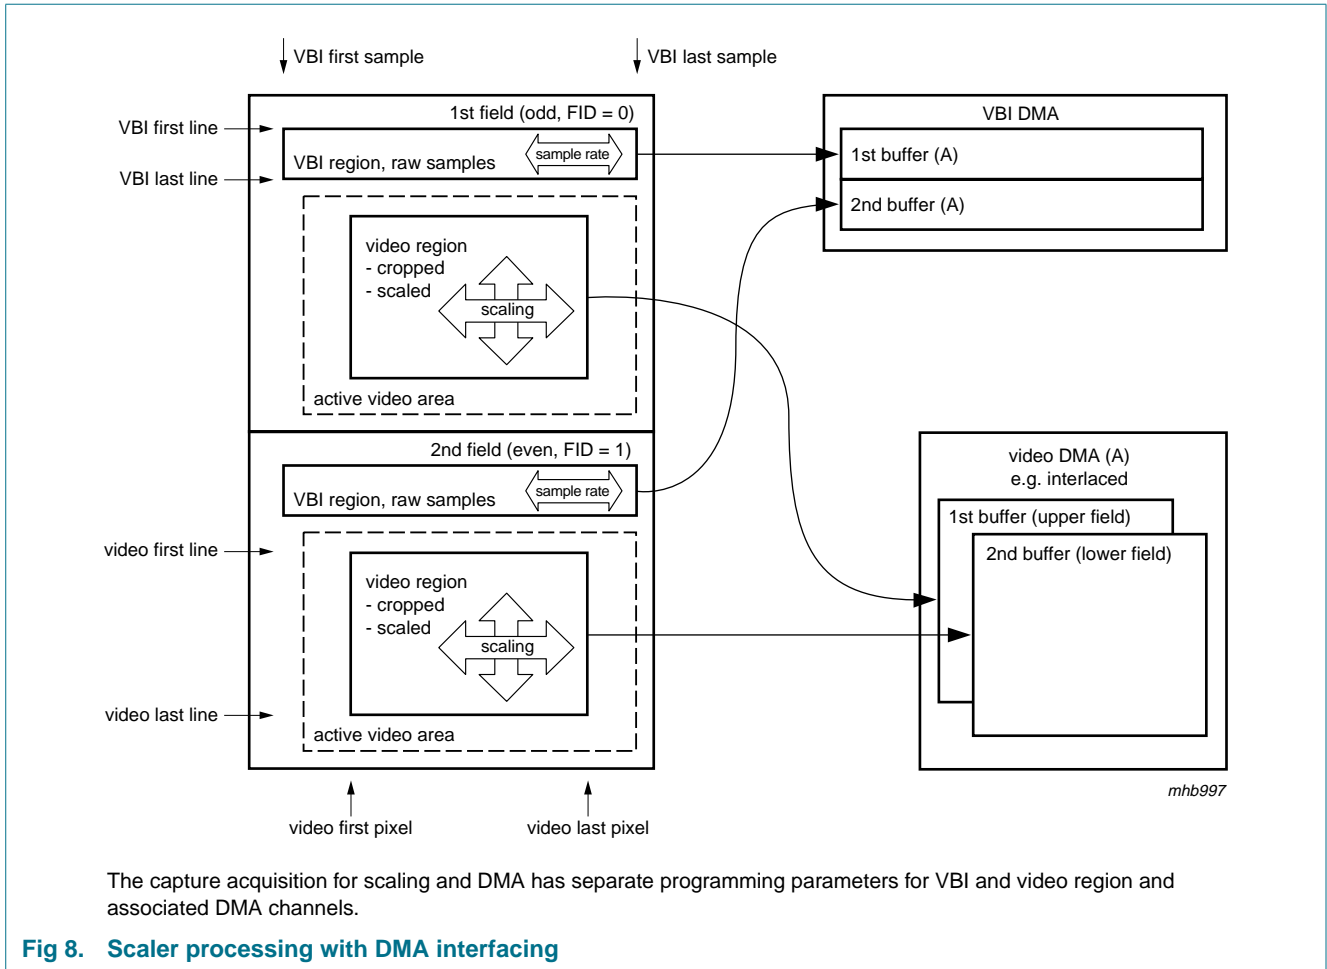 VBI first sample
VBI last sample
1st field (odd, FID = 0)
VBI first line
VBI region, raw samples
sample rate
VBI last line
video region
- cropped
- scaled
scaling
active video area
2nd field (even, FID = 1)
VBI region, raw samples
sample rate
video first line
video region
- cropped
- scaled
scaling
video last line
active video area
video first pixel
video last pixel
VBI DMA
1st buffer (A)
2nd buffer (A)
video DMA (A)
e.g. interlaced
1st buffer (upper field)
2nd buffer (lower field)
mhb997
The capture acquisition for scaling and DMA has separate programming parameters for VBI and video region and
associated DMA channels.
Fig 8. Scaler processing with DMA interfacing